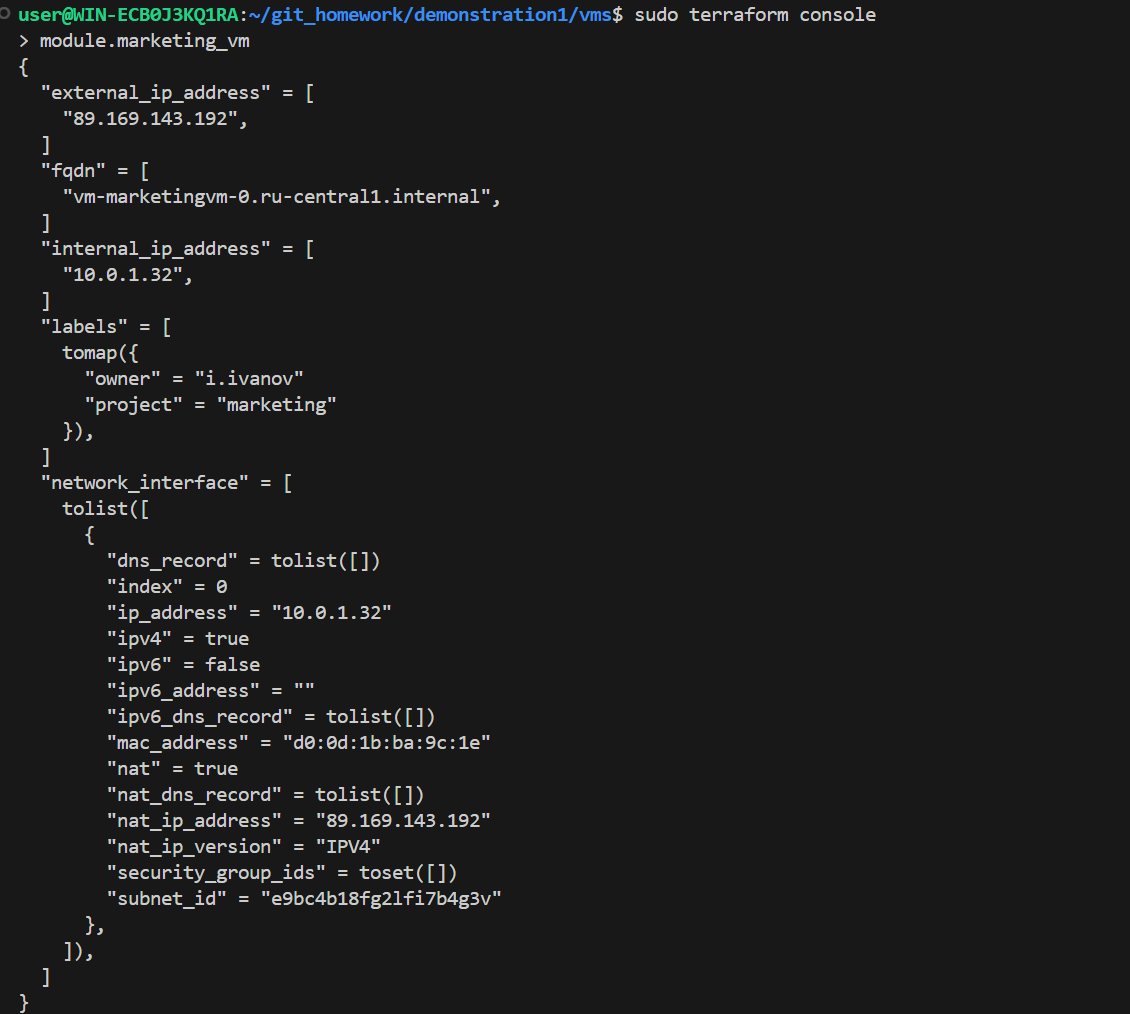 user@WIN-ECB0J3KQ1RA:~/git_homework/demonstration1/vms$ sudo terraform console
> module.marketing_vm
{
  "external_ip_address" = [
    "89.169.143.192",
  ]
  "fqdn" = [
    "vm-marketingvm-0.ru-central1.internal",
  ]
  "internal_ip_address" = [
    "10.0.1.32",
  ]
  "labels" = [
    tomap({
      "owner" = "i.ivanov"
      "project" = "marketing"
    }),
  ]
  "network_interface" = [
    tolist([
      {
        "dns_record" = tolist([])
        "index" = 0
        "ip_address" = "10.0.1.32"
        "ipv4" = true
        "ipv6" = false
        "ipv6_address" = ""
        "ipv6_dns_record" = tolist([])
        "mac_address" = "d0:0d:1b:ba:9c:1e"
        "nat" = true
        "nat_dns_record" = tolist([])
        "nat_ip_address" = "89.169.143.192"
        "nat_ip_version" = "IPV4"
        "security_group_ids" = toset([])
        "subnet_id" = "e9bc4b18fg2lfi7b4g3v"
      },
    ]),
  ]
}